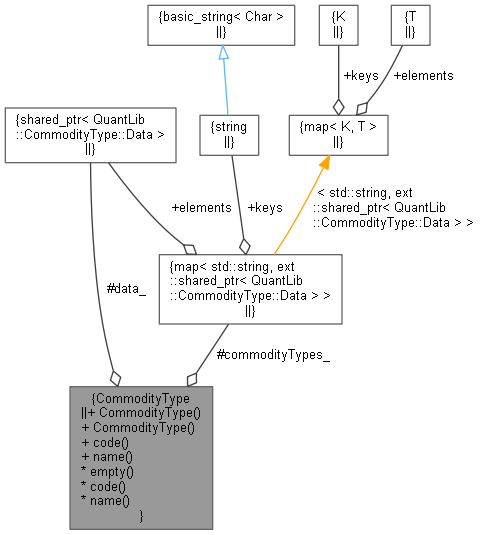 {basic_string< Char >
||}
{K
||}
{T
||}
+keys
+elements
{shared_ptr< QuantLib
::CommodityType::Data >
||}
{string
||}
{map< K, T >
||}
+elements
+keys
< std::string, ext
::shared_ptr< QuantLib
::CommodityType::Data > >
{map< std::string, ext
::shared_ptr< QuantLib
::CommodityType::Data > >
||}
#data_
#commodityTypes_
{CommodityType
||+ CommodityType()
+ CommodityType()
+ code()
+ name()
* empty()
* code()
* name()
}